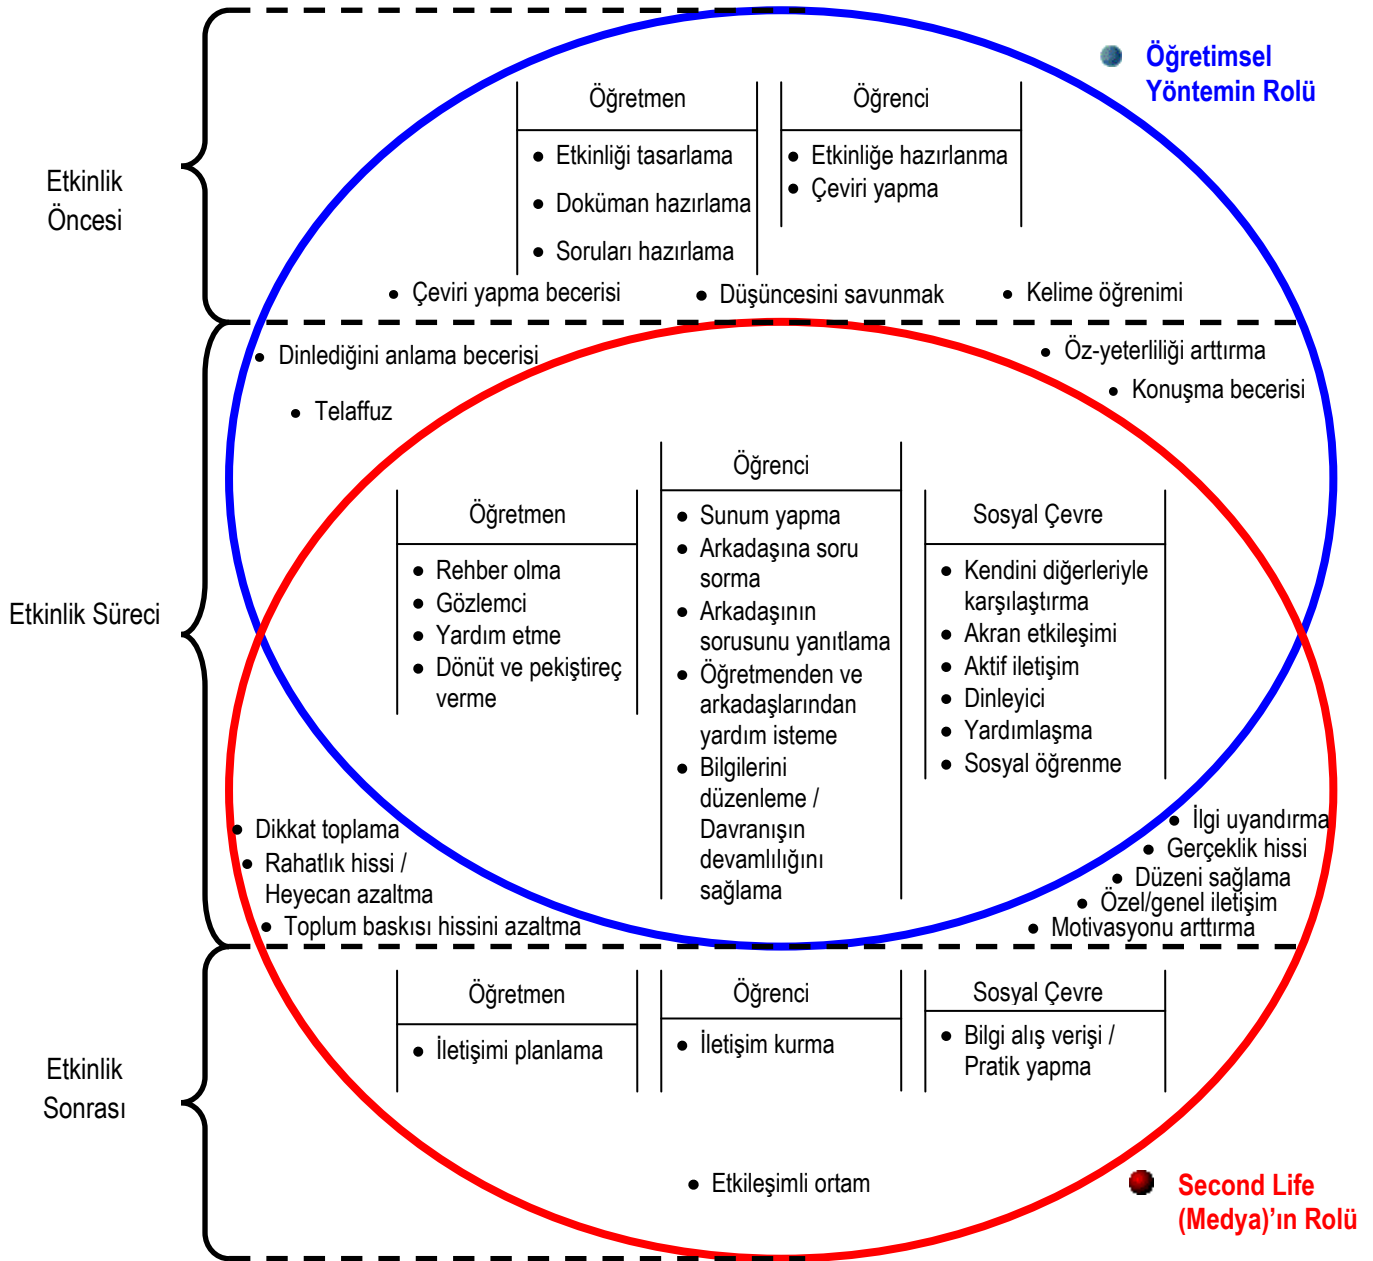 Öğretimsel
Yöntemin Rolü
Etkinlik
Öncesi
Öğretmen
Etkinliği tasarlama
Doküman hazırlama
Soruları hazırlama
Öğrenci
Etkinliğe hazırlanma
Çeviri yapma
Çeviri yapma becerisi
Düşüncesini savunmak
Kelime öğrenimi
Etkinlik Süreci
Dinlediğini anlama becerisi
Telaffuz
Öz-yeterliliği arttırma
Konuşma becerisi
Öğretmen
Rehber olma
Gözlemci
Yardım etme
Dönüt ve pekiştireç
verme
Öğrenci
Sunum yapma
Arkadaşına soru
sorma
Arkadaşının
sorusunu yanıtlama
Öğretmenden ve
arkadaşlarından
yardım isteme
Bilgilerini
düzenleme /
Davranışın
devamlılığını
sağlama
Sosyal Çevre
Kendini diğerleriyle
karşılaştırma
Akran etkileşimi
Aktif iletişim
Dinleyici
Yardımlaşma
Sosyal öğrenme
Dikkat toplama
Rahatlık hissi /
Heyecan azaltma
Toplum baskısı hissini azaltma
İlgi uyandırma
Gerçeklik hissi
Düzeni sağlama
Özel/genel iletişim
Motivasyonu arttırma
Etkinlik
Sonrası
Öğretmen
İletişimi planlama
Öğrenci
İletişim kurma
Sosyal Çevre
Bilgi alış verişi /
Pratik yapma
Etkileşimli ortam
Second Life
(Medya)’ın Rolü